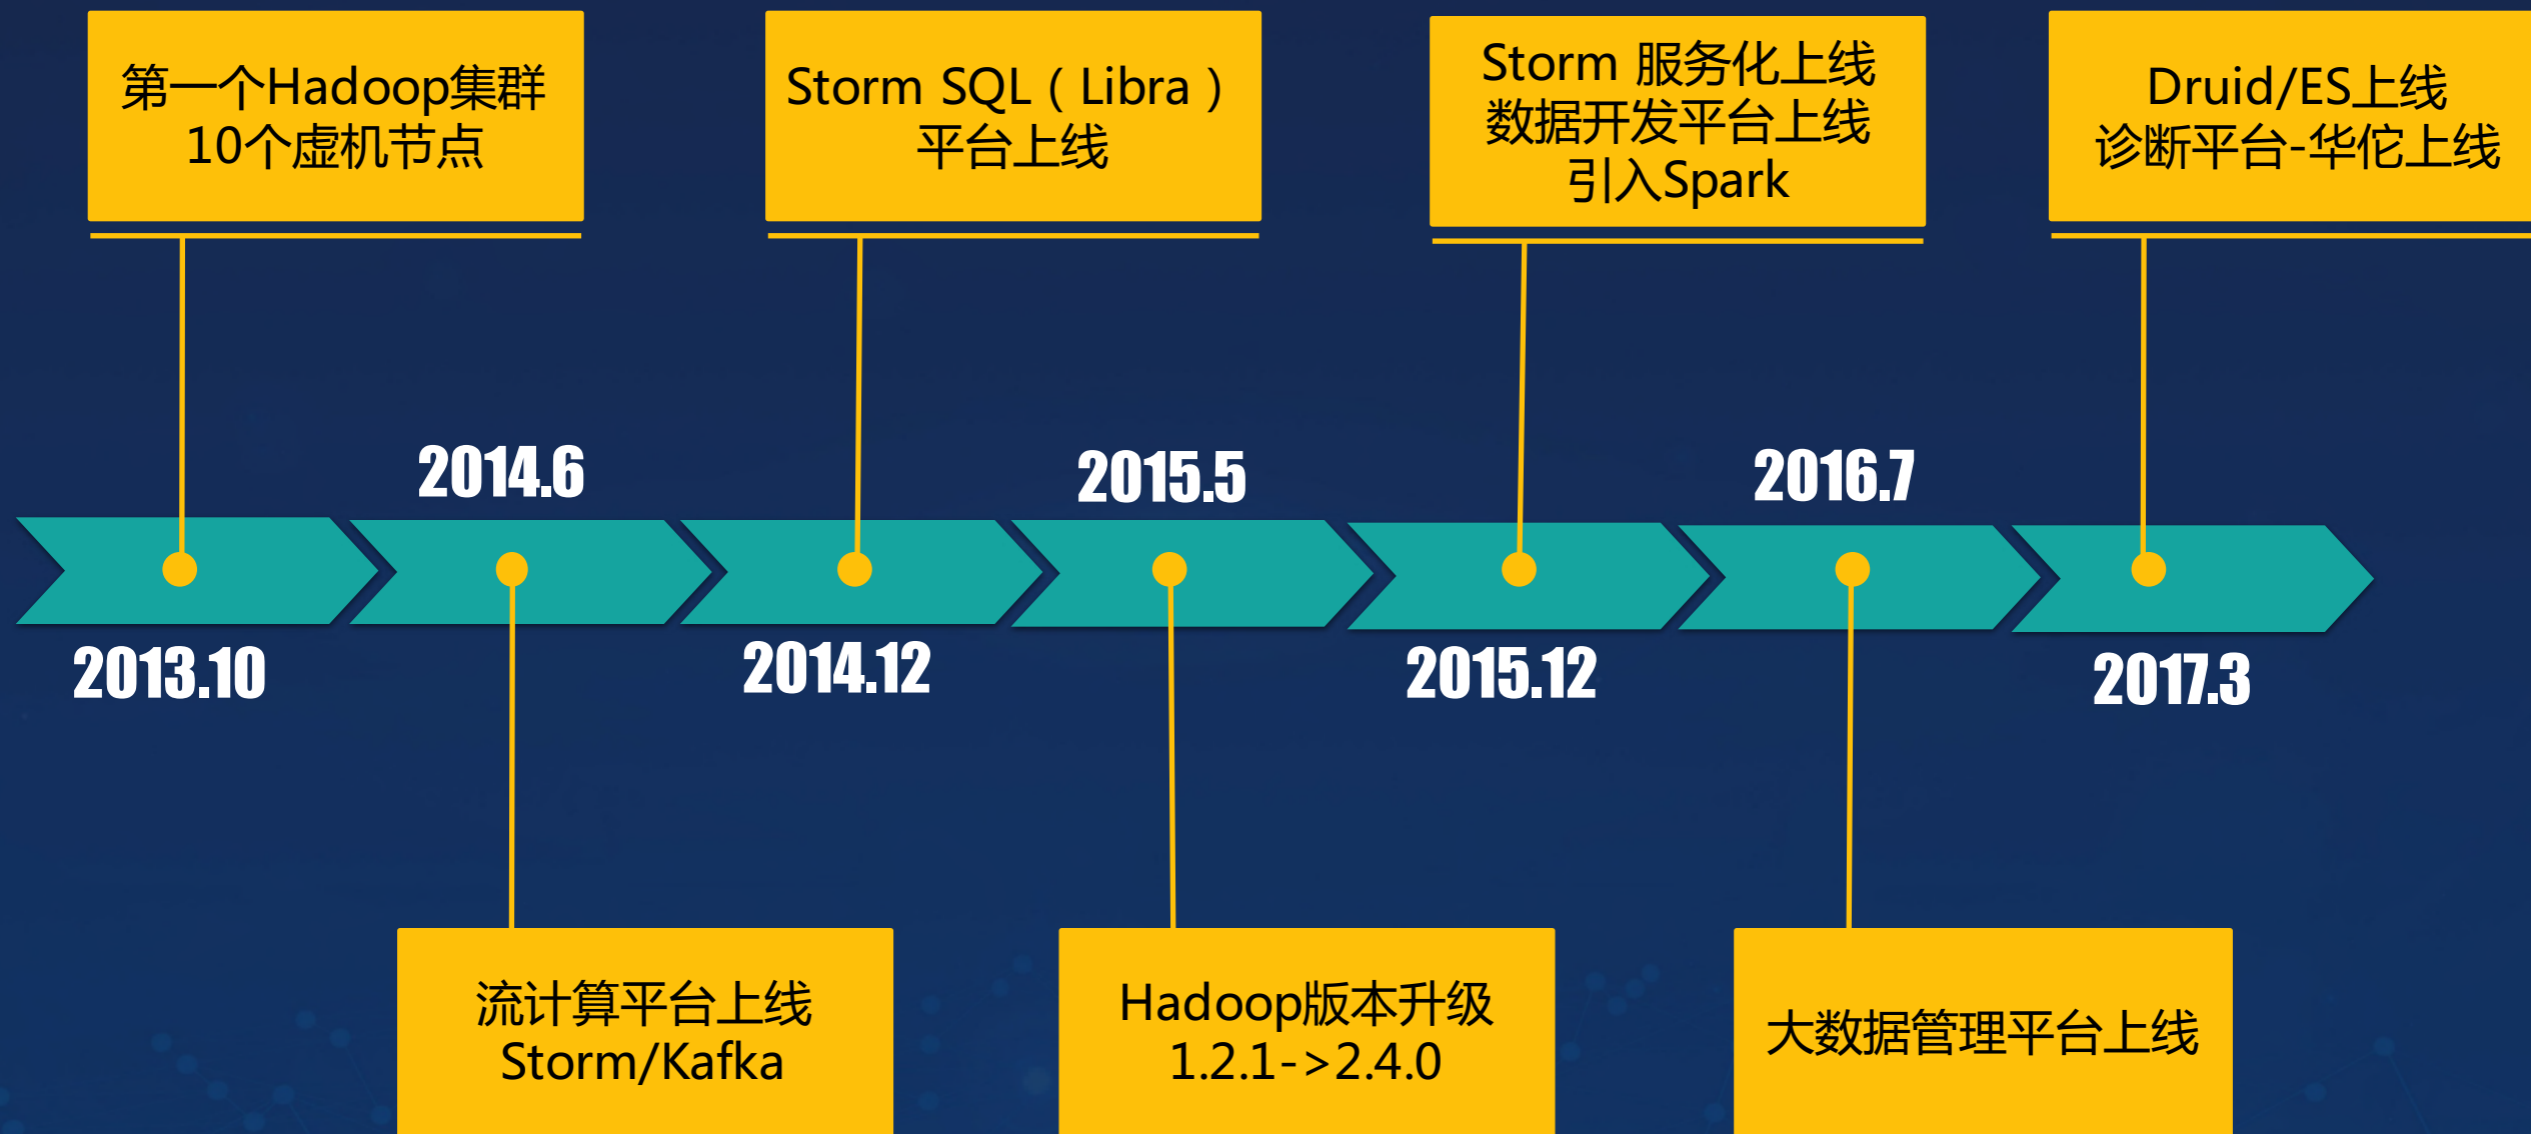 第一个Hadoop集群
10个虚机节点
Storm SQL（Libra）
平台上线
Storm 服务化上线
数据开发平台上线
引入Spark
Druid/ES上线
诊断平台-华佗上线
2014.6
2015.5
2016.7
2013.10
2014.12
2015.12
2017.3
流计算平台上线
Storm/Kafka
Hadoop版本升级
1.2.1->2.4.0
大数据管理平台上线